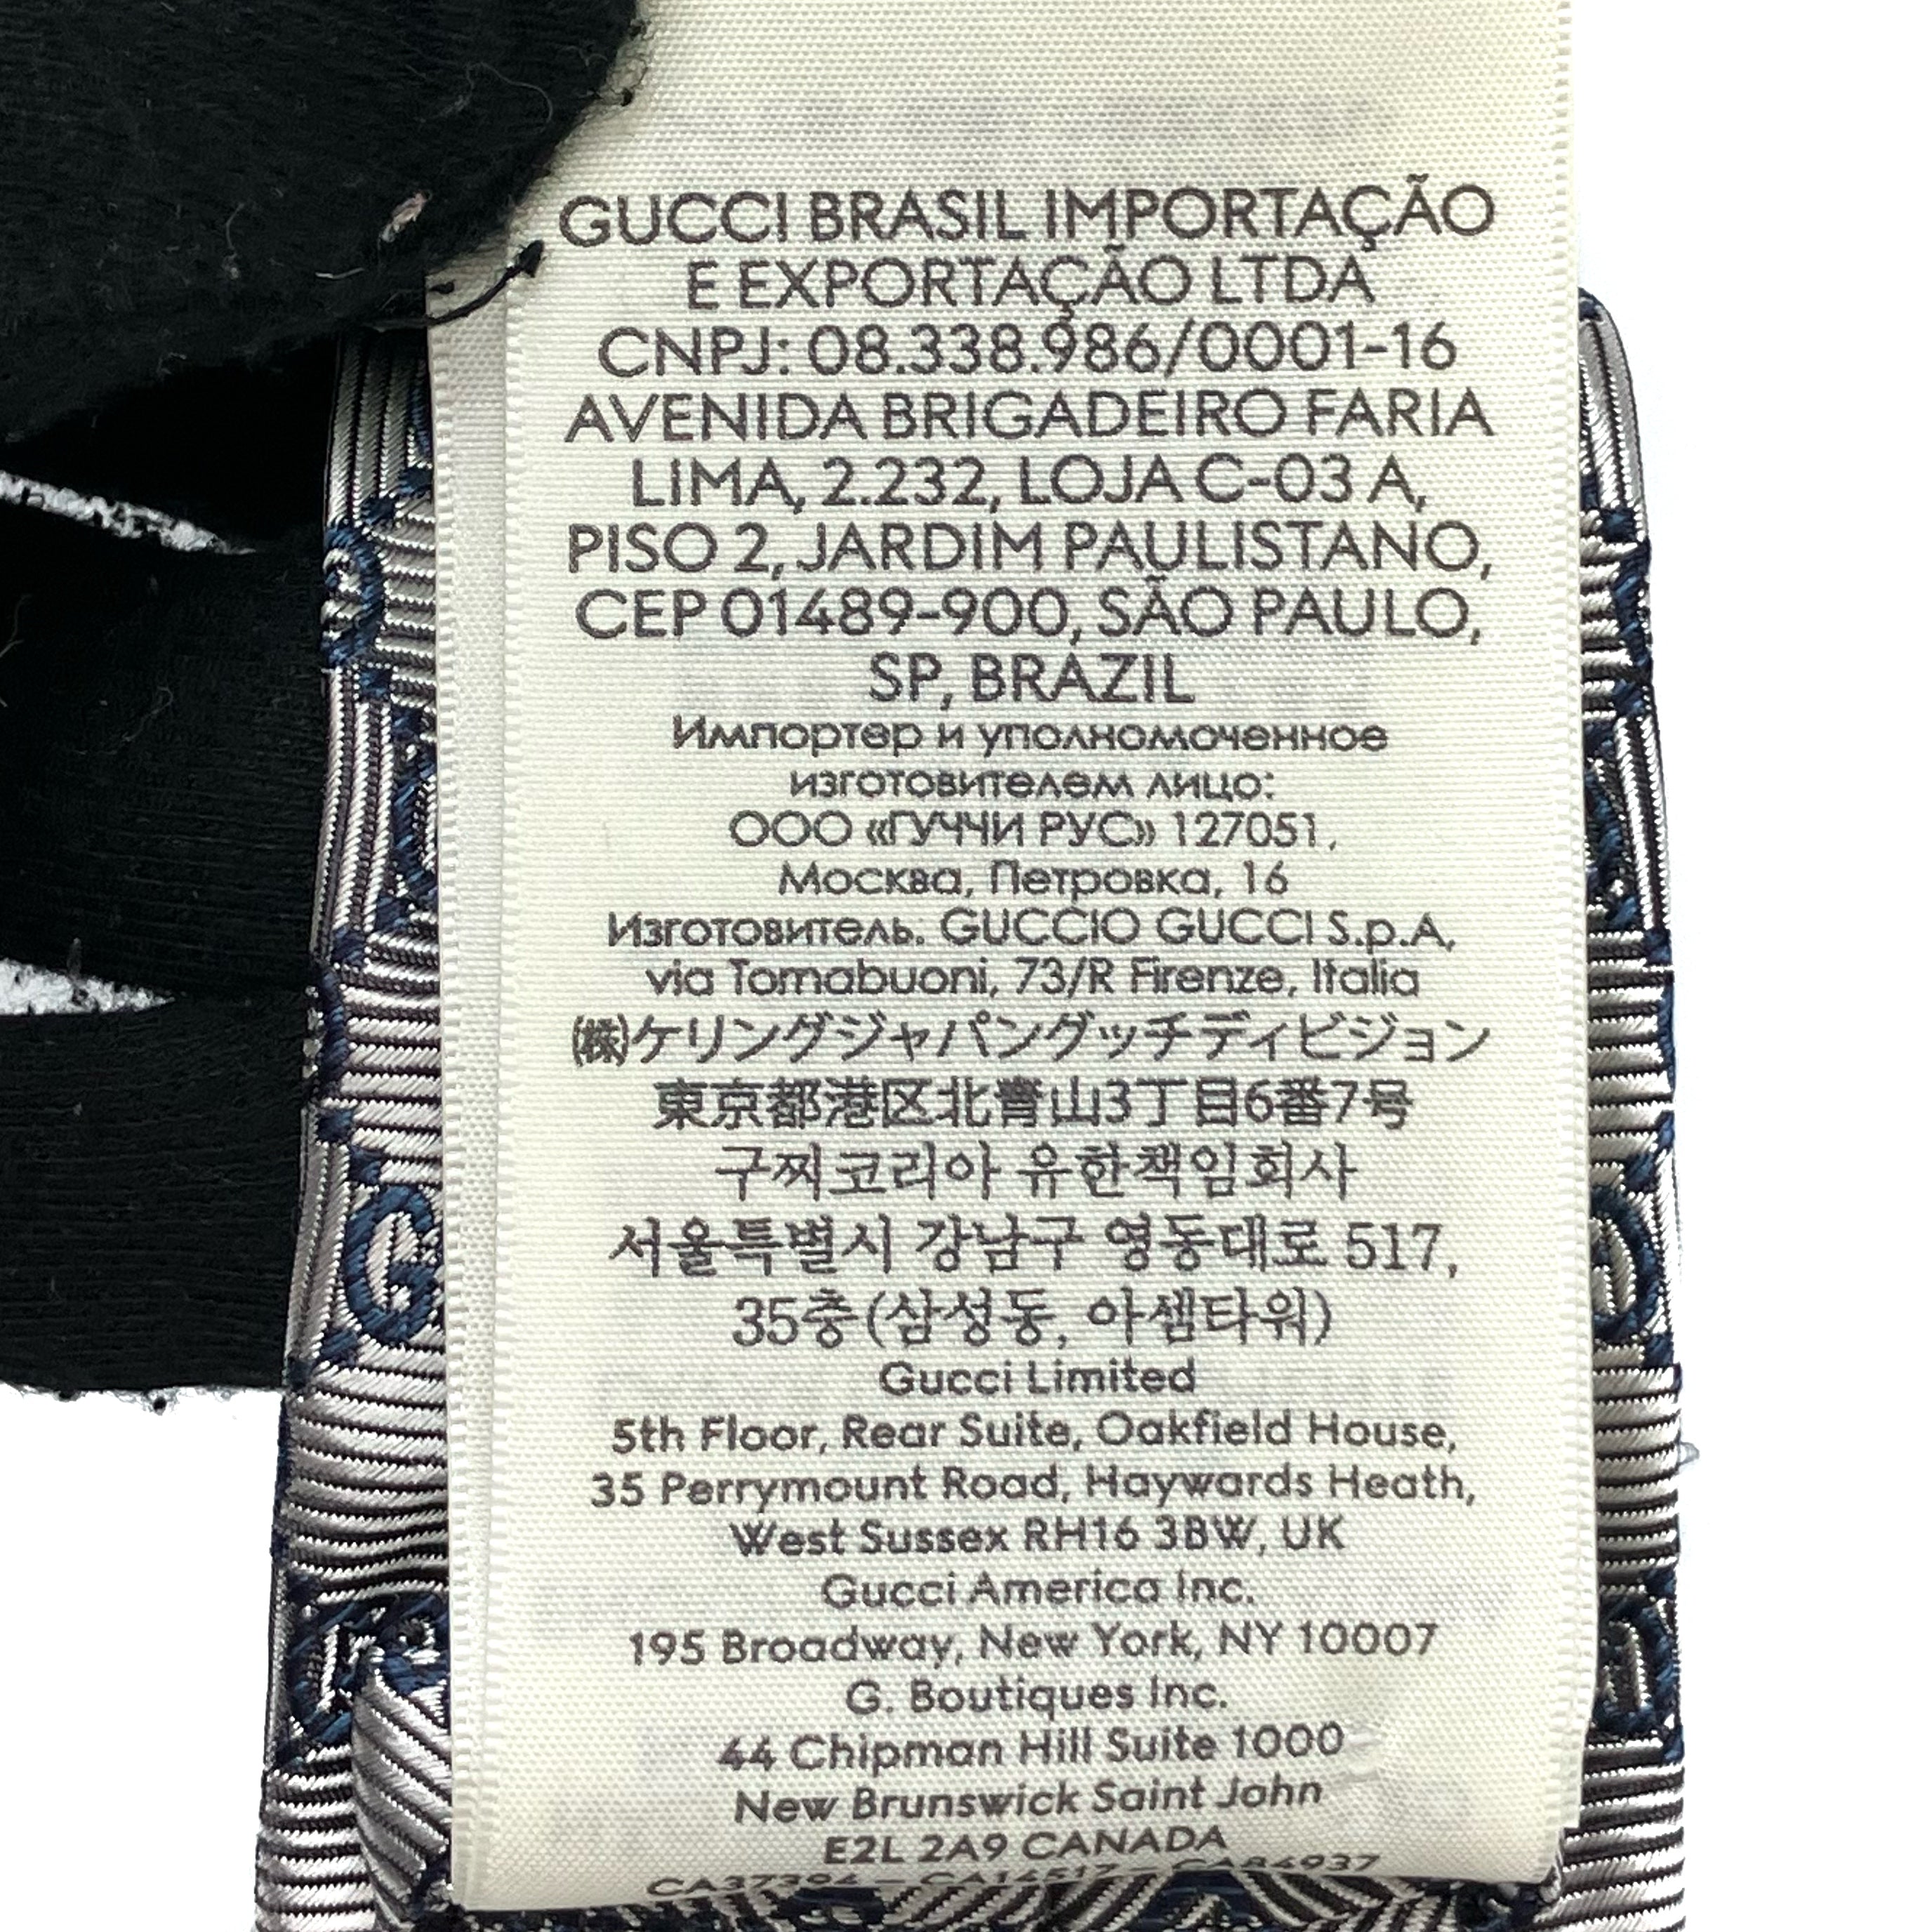 GUCCI BRASIL IMPORTAÇÃO
E EXPORTAÇÃO LTDA
CNPJ: 08.338.986/0001-16
AVENIDA BRIGADEIRO FARIA
LIMA, 2.232, LOJA C-03 A,
PISO 2, JARDIM PAULISTANO,
CEP 01489-900, SÃO PAULO,
SP, BRAZIL
Импортер и уполномоченное
изготовителем лицо:
ООО «ГУЧЧИ РУС» 127051,
Москва, Петровка, 16
Изготовитель: GUCCIO GUCCI S.p.A,
via Tornabuoni, 73/R Firenze, Italia
㈱ケリングジャパングッチディビジョン
東京都港区北青山3丁目6番7号
구찌코리아 유한책임회사
서울특별시 강남구 영동대로 517,
35층(삼성동, 아셈타워)
Gucci Limited
5th Floor, Rear Suite, Oakfield House,
35 Perrymount Road, Haywards Heath,
West Sussex RH16 3BW, UK
Gucci America Inc.
195 Broadway, New York, NY 10007
G. Boutiques Inc.
44 Chipman Hill Suite 1000
New Brunswick Saint John
E2L 2A9 CANADA
CA37394 – CA14517 – CA84937